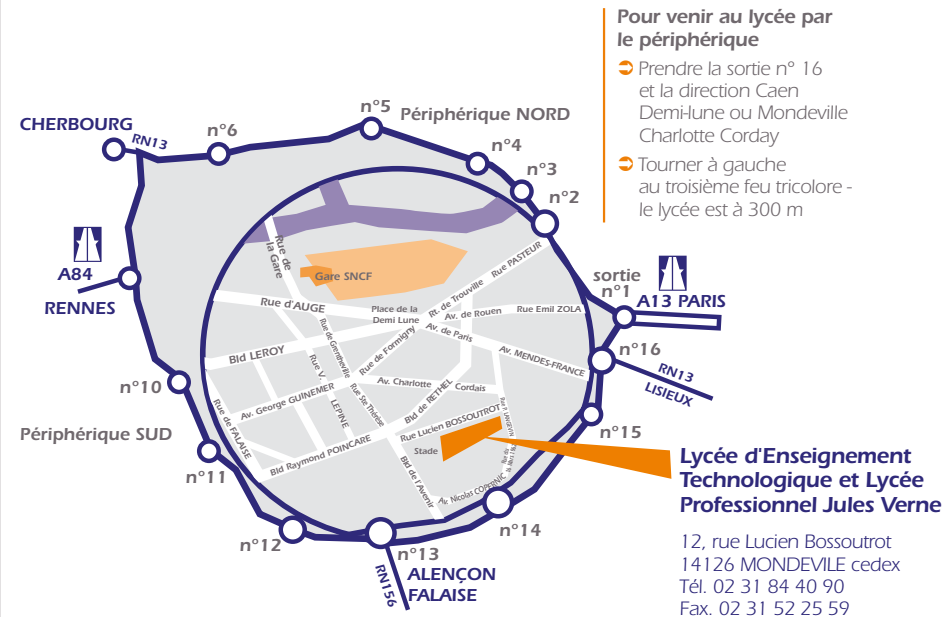 Pour venir au lycée par
le périphérique
Prendre la sortie n° 16
et la direction Caen
Demi-lune ou Mondeville
Charlotte Corday
Tourner à gauche
au troisième feu tricolore -
le lycée est à 300 m
CHERBOURG
RN13
n°6
n°5
Périphérique NORD
n°4
n°3
n°2
A84
RENNES
sortie
n°1
A13 PARIS
n°16
RN13
LISIEUX
n°15
n°14
n°13
n°12
n°11
n°10
Périphérique SUD
RN156
ALENÇON
FALAISE
Rue de
la Gare
Gare SNCF
Rue d'AUGE
Place de la
Demi Lune
Rt. de Trouville
Rue PASTEUR
Av. de Rouen
Rue Emil ZOLA
Av. de Paris
Av. MENDES-FRANCE
Bld LEROY
Rue de Grentheville
Rue de Formigny
Rue V.
LEPINE
Rue Ste Thérèse
Av. George GUINEMER
Av. Charlotte
Cordais
Bld de RETHEL
Rue de FALAISE
Bld Raymond POINCARE
Rue Lucien BOSSOUTROT
Stade
Bld de l'Avenir
Av. Nicolas COPERNIC
Lycée d'Enseignement
Technologique et Lycée
Professionnel Jules Verne
12, rue Lucien Bossoutrot
14126 MONDEVILE cedex
Tél. 02 31 84 40 90
Fax. 02 31 52 25 59